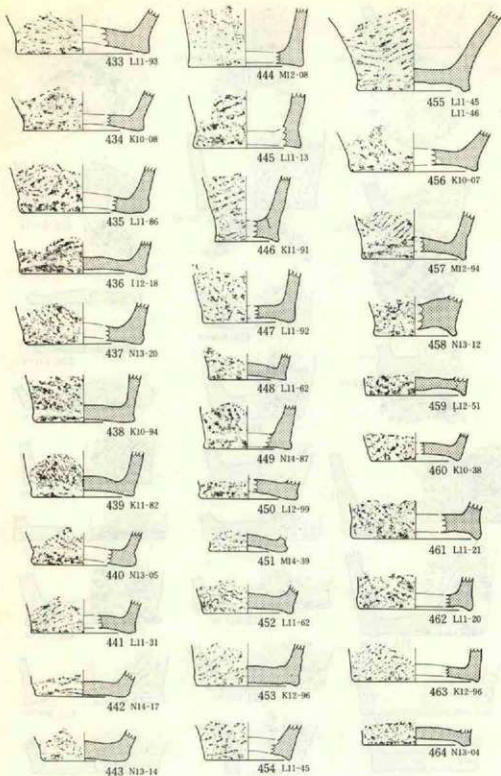 433 L11-93
434 K10-08
435 L11-86
436 I12-18
437 N13-20
438 K10-94
439 K11-82
440 N13-05
441 L11-31
442 N14-17
443 N13-14
444 M12-08
445 L11-13
446 K11-91
447 L11-92
448 L11-62
449 N14-87
450 L12-99
451 M14-39
452 L11-62
453 K12-96
454 L11-45
455 L11-45
L11-46
456 K10-07
457 M12-94
458 N13-12
459 L12-51
460 K10-38
461 L11-21
462 L11-20
463 K12-96
464 N13-04